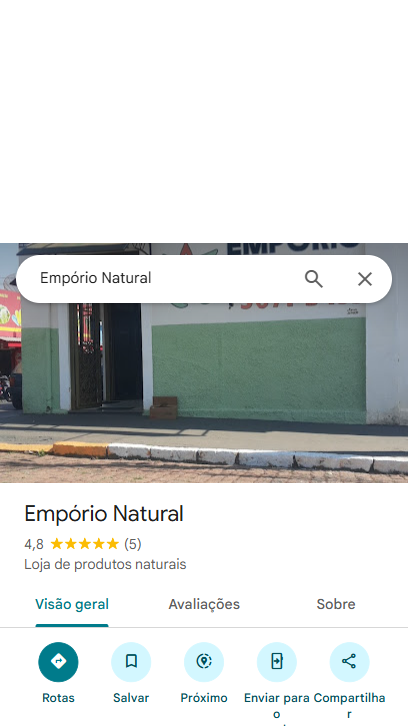 EMPÓRIO
Empório Natural
Empório Natural
4,8 (5)
Loja de produtos naturais
Visão geral Avaliações Sobre
Rotas Salvar Próximo Enviar para o Compartilhar